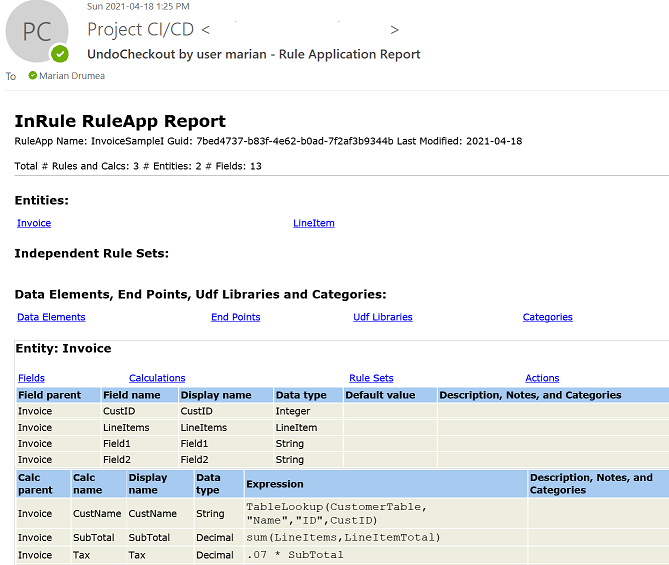 Sun 2021-04-18 1:25 PM
PC
Project CI/CD < >
UndoCheckout by user marian - Rule Application Report
To Marian Drumea
InRule RuleApp Report
RuleApp Name: InvoiceSampleI Guid: 7bed4737-b83f-4e62-b0ad-7f2af3b9344b Last Modified: 2021-04-18
Total # Rules and Calcs: 3 # Entities: 2 # Fields: 13
Entities:
Invoice LineItem
Independent Rule Sets:
Data Elements, End Points, Udf Libraries and Categories:
Data Elements End Points Udf Libraries Categories
Entity: Invoice
Fields Calculations Rule Sets Actions
Field parent Field name Display name Data type Default value Description, Notes, and Categories
Invoice CustID CustID Integer
Invoice LineItems LineItems LineItem
Invoice Field1 Field1 String
Invoice Field2 Field2 String
Calc parent Calc name Display name Data type Expression Description, Notes, and Categories
Invoice CustName CustName String TableLookup(CustomerTable, "Name","ID",CustID)
Invoice SubTotal SubTotal Decimal sum(LineItems,LineItemTotal)
Invoice Tax Tax Decimal .07 * SubTotal